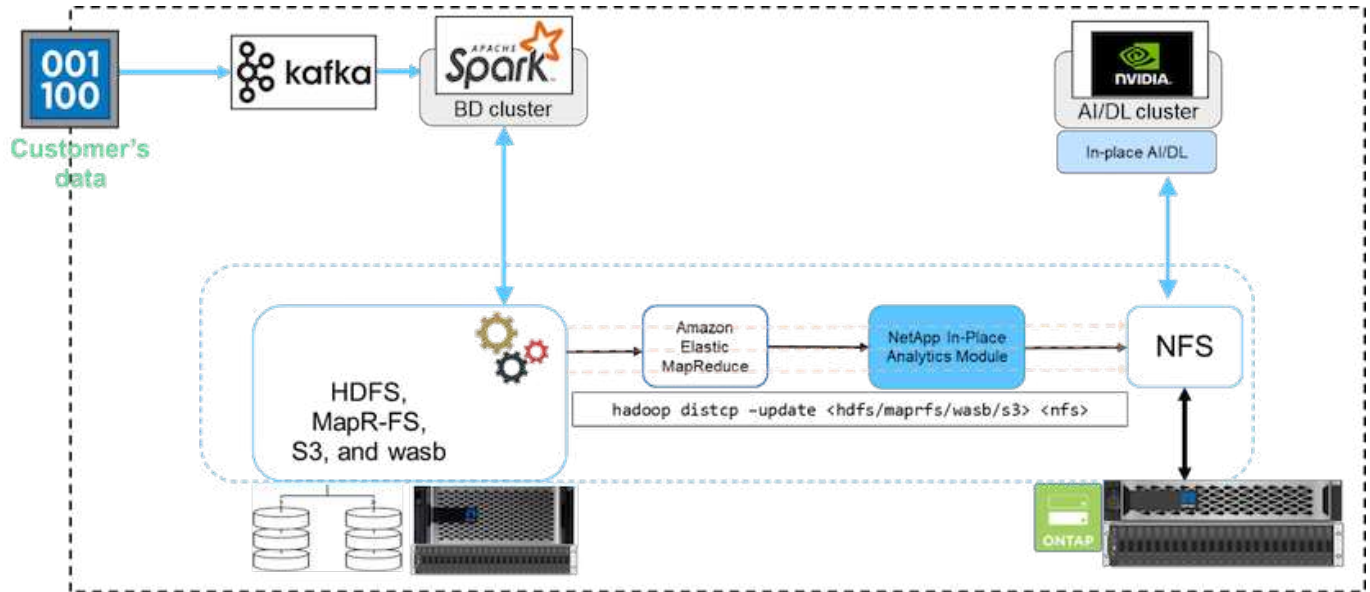 001
100
Customer's
data
kafka
APACHE
Spark
BD cluster
NVIDIA.
AI/DL cluster
In-place AI/DL
HDFS,
MapR-FS,
S3, and wasb
Amazon
Elastic
MapReduce
NetApp In-Place
Analytics Module
NFS
hadoop distcp –update <hdfs/maprfs/wasb/s3> <nfs>
ONTAP